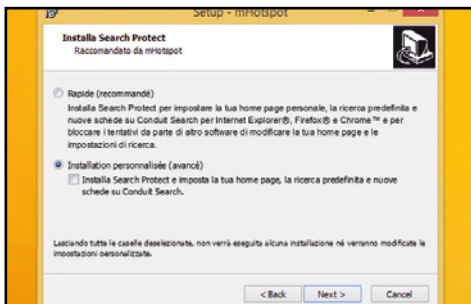 Setup - mHotspot
Installa Search Protect
Raccomandato da mHotspot
Rapide (recommandé)
Installa Search Protect per impostare la tua home page personale, la ricerca predefinita e
nuove schede su Conduit Search per Internet Explorer®, Firefox® e Chrome™ e per
bloccare i tentativi da parte di altro software di modificare la tua home page e le
impostazioni di ricerca.
Installation personnalisée (avancé)
Installa Search Protect e imposta la tua home page, la ricerca predefinita e nuove
schede su Conduit Search.
Lasciando tutte le caselle deselezionate, non verrà eseguita alcuna installazione né verranno modificate le
impostazioni personalizzate.
< Back
Next >
Cancel